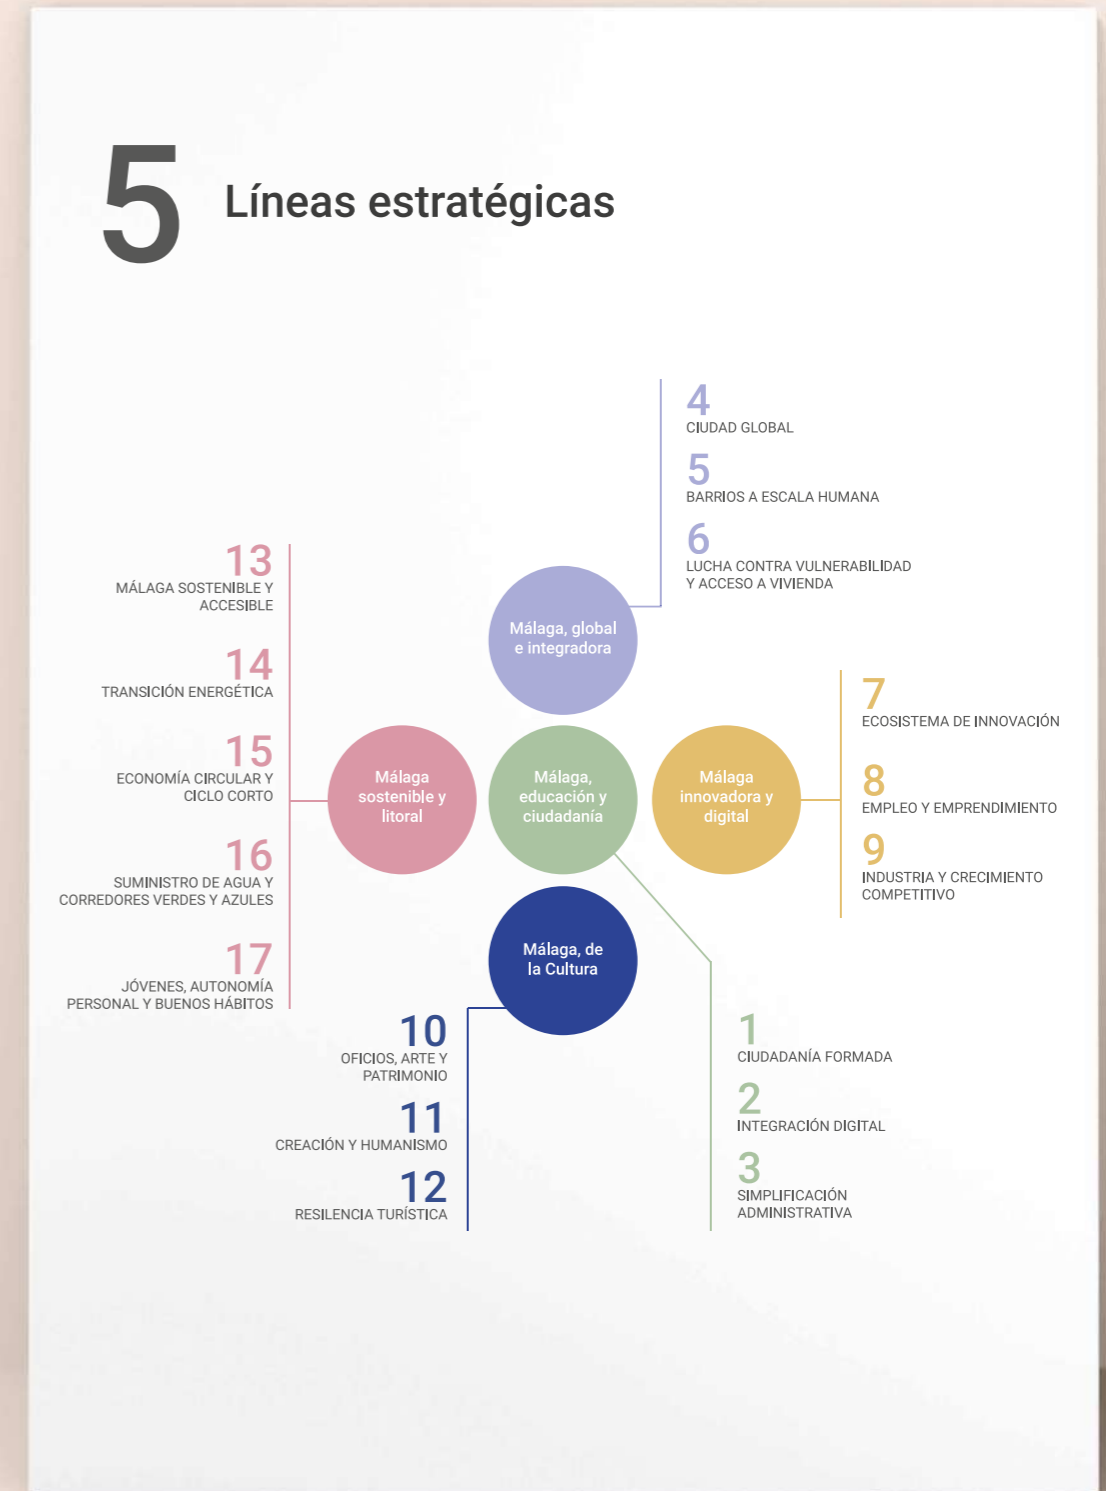 5
Líneas estratégicas
4
CIUDAD GLOBAL
5
BARRIOS A ESCALA HUMANA
6
LUCHA CONTRA VULNERABILIDAD
Y ACCESO A VIVIENDA
13
MÁLAGA SOSTENIBLE Y
ACCESIBLE
14
TRANSICIÓN ENERGÉTICA
15
ECONOMÍA CIRCULAR Y
CICLO CORTO
16
SUMINISTRO DE AGUA Y
CORREDORES VERDES Y AZULES
17
JÓVENES, AUTONOMÍA
PERSONAL Y BUENOS HÁBITOS
Málaga, global
e integradora
Málaga
sostenible y
litoral
Málaga,
educación y
ciudadanía
Málaga
innovadora y
digital
Málaga, de
la Cultura
7
ECOSISTEMA DE INNOVACIÓN
8
EMPLEO Y EMPRENDIMIENTO
9
INDUSTRIA Y CRECIMIENTO
COMPETITIVO
10
OFICIOS, ARTE Y
PATRIMONIO
11
CREACIÓN Y HUMANISMO
12
RESILENCIA TURÍSTICA
1
CIUDADANÍA FORMADA
2
INTEGRACIÓN DIGITAL
3
SIMPLIFICACIÓN
ADMINISTRATIVA